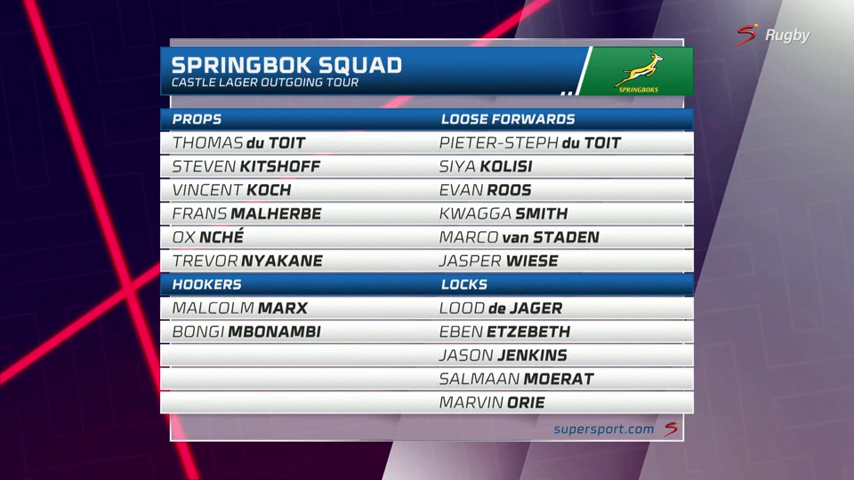 Rugby
SPRINGBOK SQUAD
CASTLE LAGER OUTGOING TOUR
SPRINGBOKS
PROPS
THOMAS du TOIT
STEVEN KITSHOFF
VINCENT KOCH
FRANS MALHERBE
OX NCHÉ
TREVOR NYAKANE
HOOKERS
MALCOLM MARX
BONGI MBONAMBI
LOOSE FORWARDS
PIETER-STEPH du TOIT
SIYA KOLISI
EVAN ROOS
KWAGGA SMITH
MARCO van STADEN
JASPER WIESE
LOCKS
LOOD de JAGER
EBEN ETZEBETH
JASON JENKINS
SALMAAN MOERAT
MARVIN ORIE
supersport.com